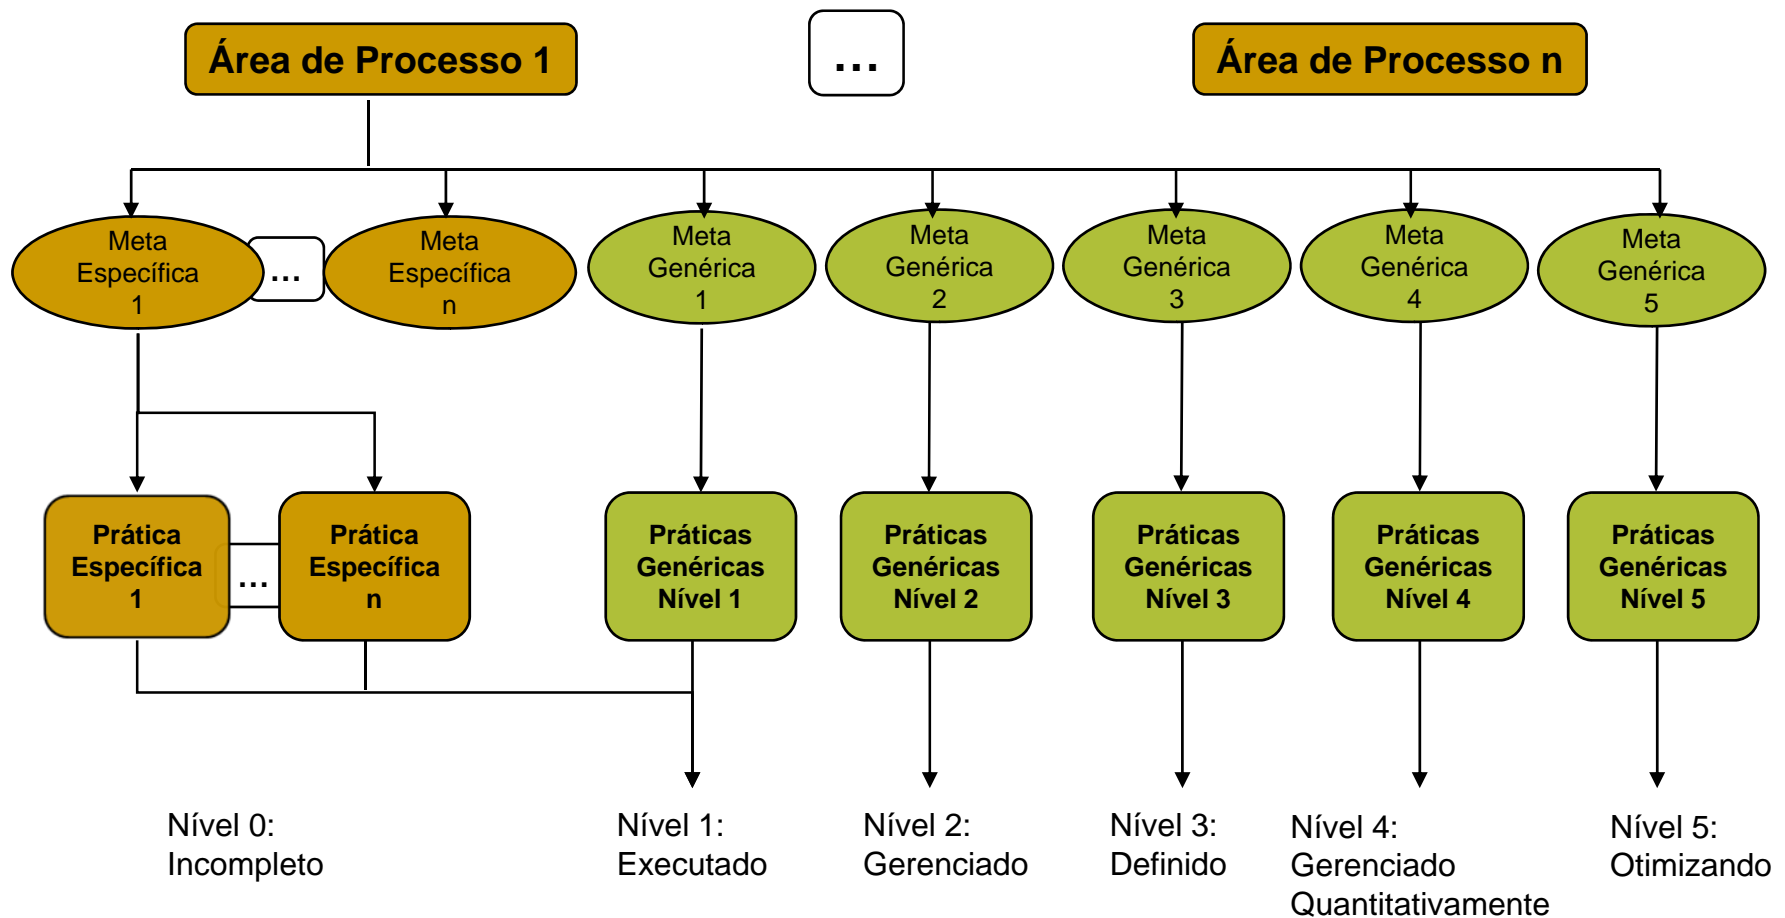 Área de Processo 1
...
Área de Processo n
Meta
Específica
1
...
Meta
Específica
n
Meta
Genérica
1
Meta
Genérica
2
Meta
Genérica
3
Meta
Genérica
4
Meta
Genérica
5
Prática
Específica
1
...
Prática
Específica
n
Práticas
Genéricas
Nível 1
Práticas
Genéricas
Nível 2
Práticas
Genéricas
Nível 3
Práticas
Genéricas
Nível 4
Práticas
Genéricas
Nível 5
Nível 0:
Incompleto
Nível 1:
Executado
Nível 2:
Gerenciado
Nível 3:
Definido
Nível 4:
Gerenciado
Quantitativamente
Nível 5:
Otimizando